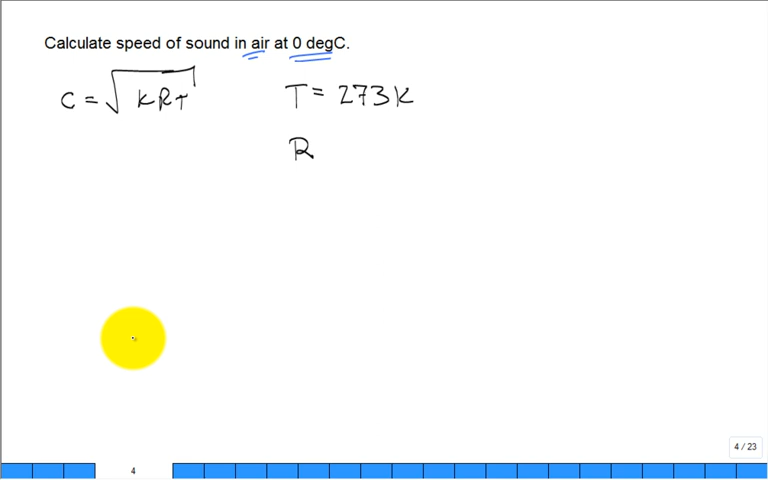 Calculate speed of sound in air at 0 degC.
C = √KRT T = 273K
R
4 / 23
4